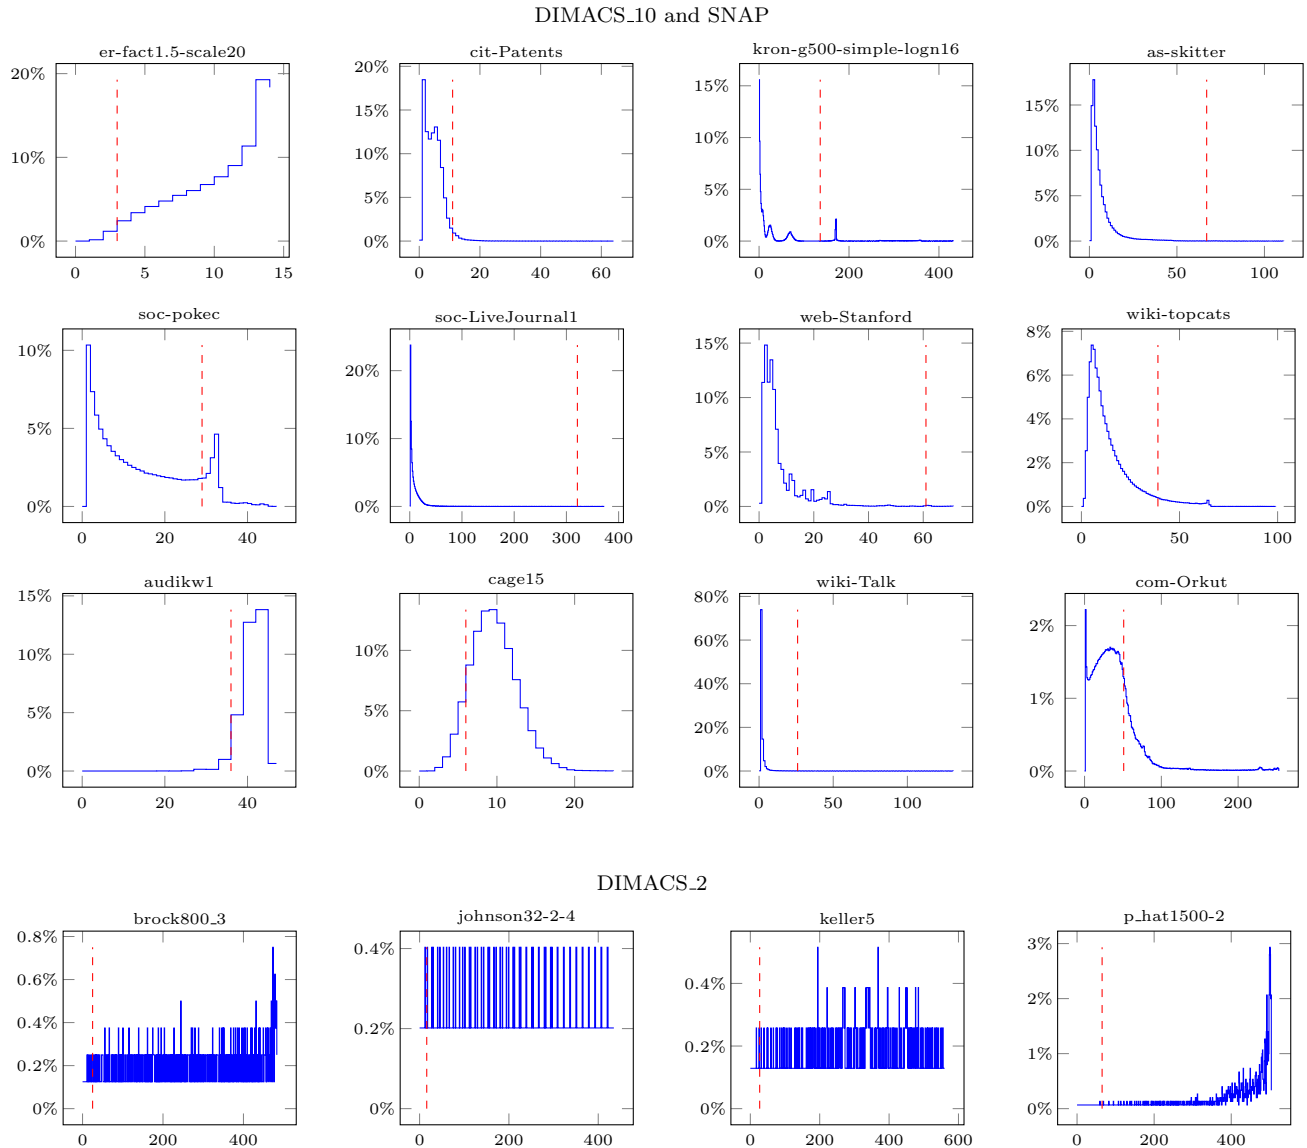 DIMACS_10 and SNAP
er-fact1.5-scale20 cit-Patents kron-g500-simple-logn16 as-skitter
20% 20% 15% 15%
15% 10% 10%
10% 10% 5% 5%
5% 0% 0%
0% 0%
0 5 10 15 0 20 40 60 0 200 400 0 50 100
soc-pokec soc-LiveJournal1 web-Stanford wiki-topcats
10% 20% 15% 8%
5% 10% 10% 6%
0% 0% 5% 4%
0% 2%
0%
0 20 40 0 100 200 300 400 0 20 40 60 0 50 100
audikw1 cage15 wiki-Talk com-Orkut
15% 10% 80% 2%
10% 5% 60% 1%
5% 0% 40% 0%
0% 20%
0%
0 20 40 0 10 20 0 50 100 0 100 200
DIMACS_2
brock800_3 johnson32-2-4 keller5 p_hat1500-2
0.8% 0.4% 0.4% 3%
0.6% 0.2% 0.2% 2%
0.4% 0% 0% 1%
0.2% 0%
0%
0 200 400 0 200 400 0 200 400 600 0 200 400